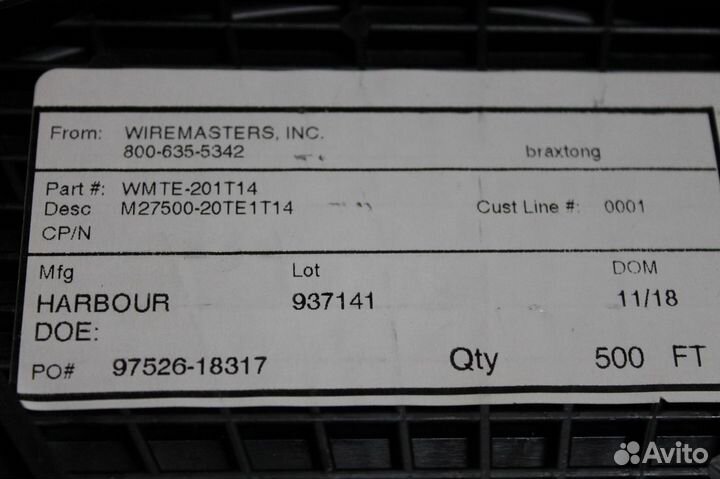 From: WIREMASTERS, INC.
800-635-5342 braxtong
Part #: WMTE-201T14
Desc M27500-20TE1T14 Cust Line #: 0001
CP/N
Mfg Lot DOM
HARBOUR 937141 11/18
DOE:
PO# 97526-18317 Qty 500 FT
Avito